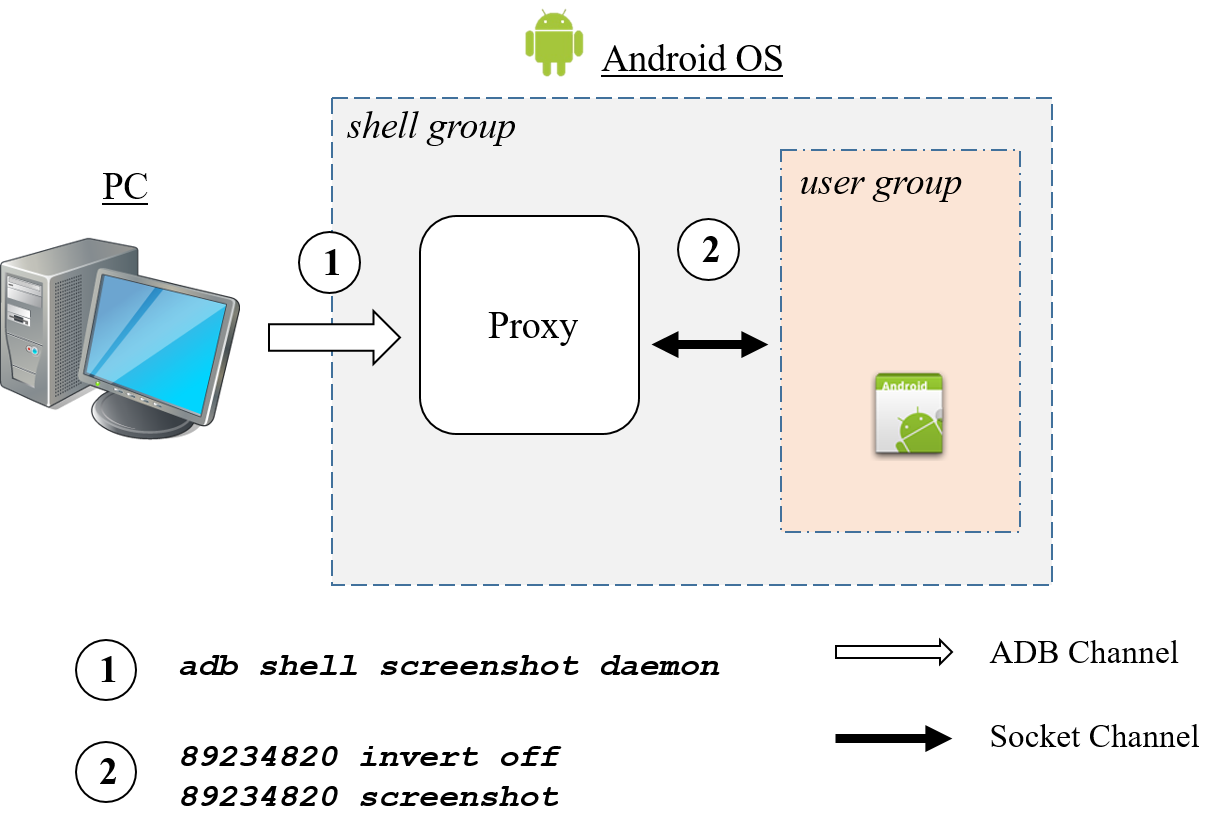 Android OS
shell group
user group
PC
1
2
Proxy
Android
1
adb shell screenshot daemon
ADB Channel
2
89234820 invert off
89234820 screenshot
Socket Channel